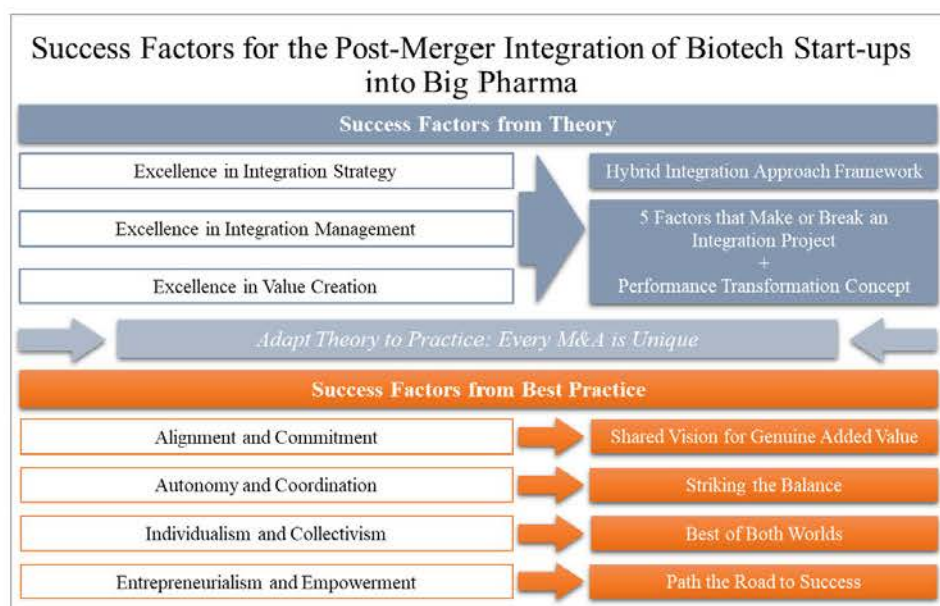 Success Factors for the Post-Merger Integration of Biotech Start-ups
into Big Pharma
Success Factors from Theory
Excellence in Integration Strategy
Hybrid Integration Approach Framework
Excellence in Integration Management
5 Factors that Make or Break an
Integration Project
+
Performance Transformation Concept
Excellence in Value Creation
Adapt Theory to Practice: Every M&A is Unique
Success Factors from Best Practice
Alignment and Commitment
Shared Vision for Genuine Added Value
Autonomy and Coordination
Striking the Balance
Individualism and Collectivism
Best of Both Worlds
Entrepreneurialism and Empowerment
Path the Road to Success